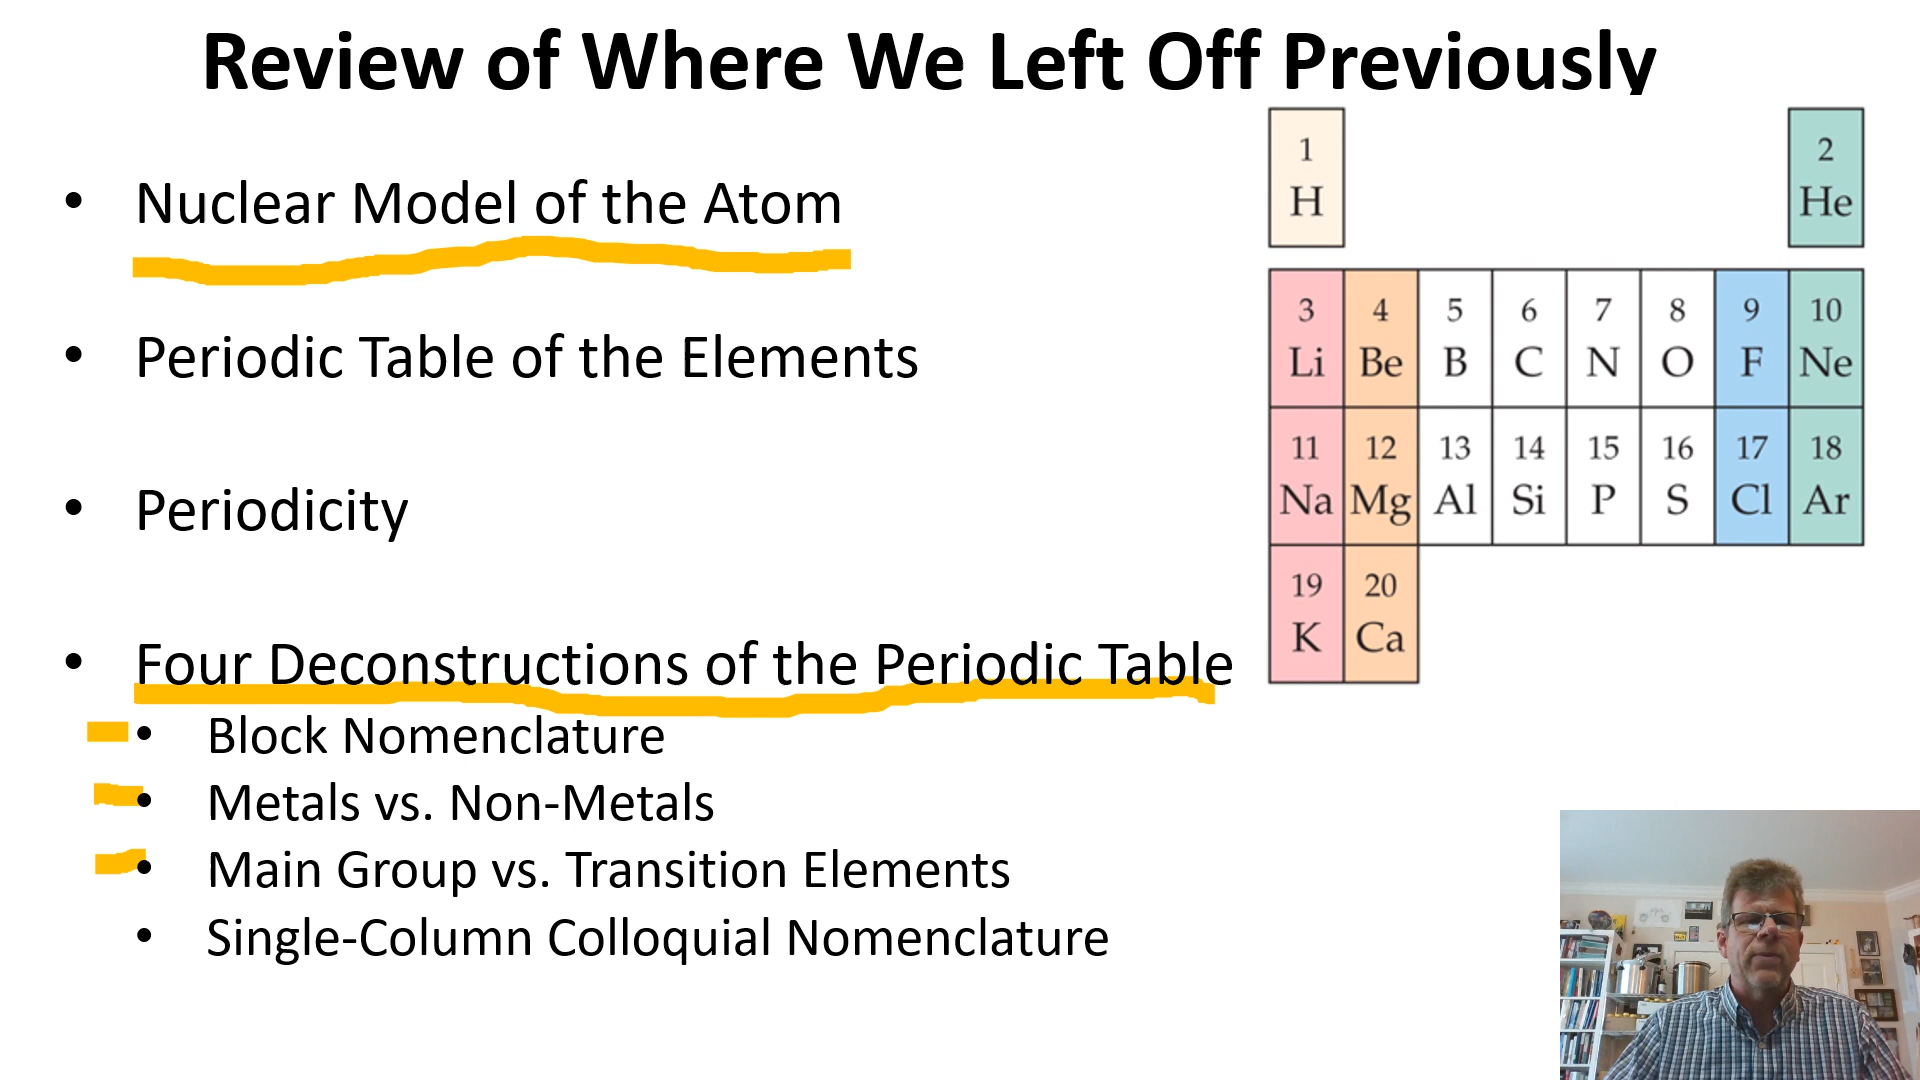 Review of Where We Left Off Previously
• Nuclear Model of the Atom
• Periodic Table of the Elements
• Periodicity
• Four Deconstructions of the Periodic Table
• Block Nomenclature
• Metals vs. Non-Metals
• Main Group vs. Transition Elements
• Single-Column Colloquial Nomenclature
1 2
H He
3 4 5 6 7 8 9 10
Li Be B C N O F Ne
11 12 13 14 15 16 17 18
Na Mg Al Si P S Cl Ar
19 20
K Ca